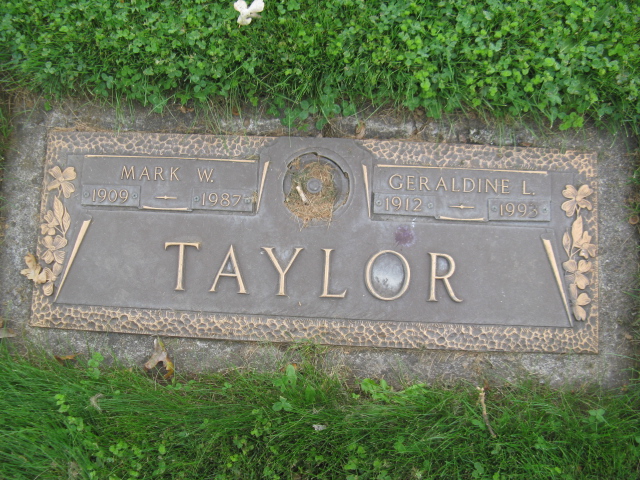 MARK W.
1909 1987
GERALDINE L.
1912 1993
TAYLOR